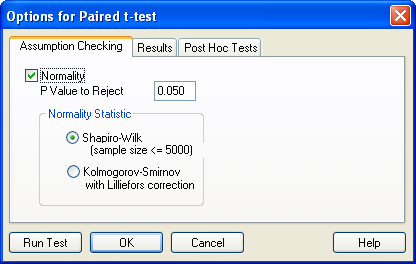 Options for Paired t-test
Assumption Checking Results Post Hoc Tests
Normality
P Value to Reject 0.050
Normality Statistic
Shapiro-Wilk
(sample size <= 5000)
Kolmogorov-Smirnov
with Lilliefors correction
Run Test OK Cancel Help